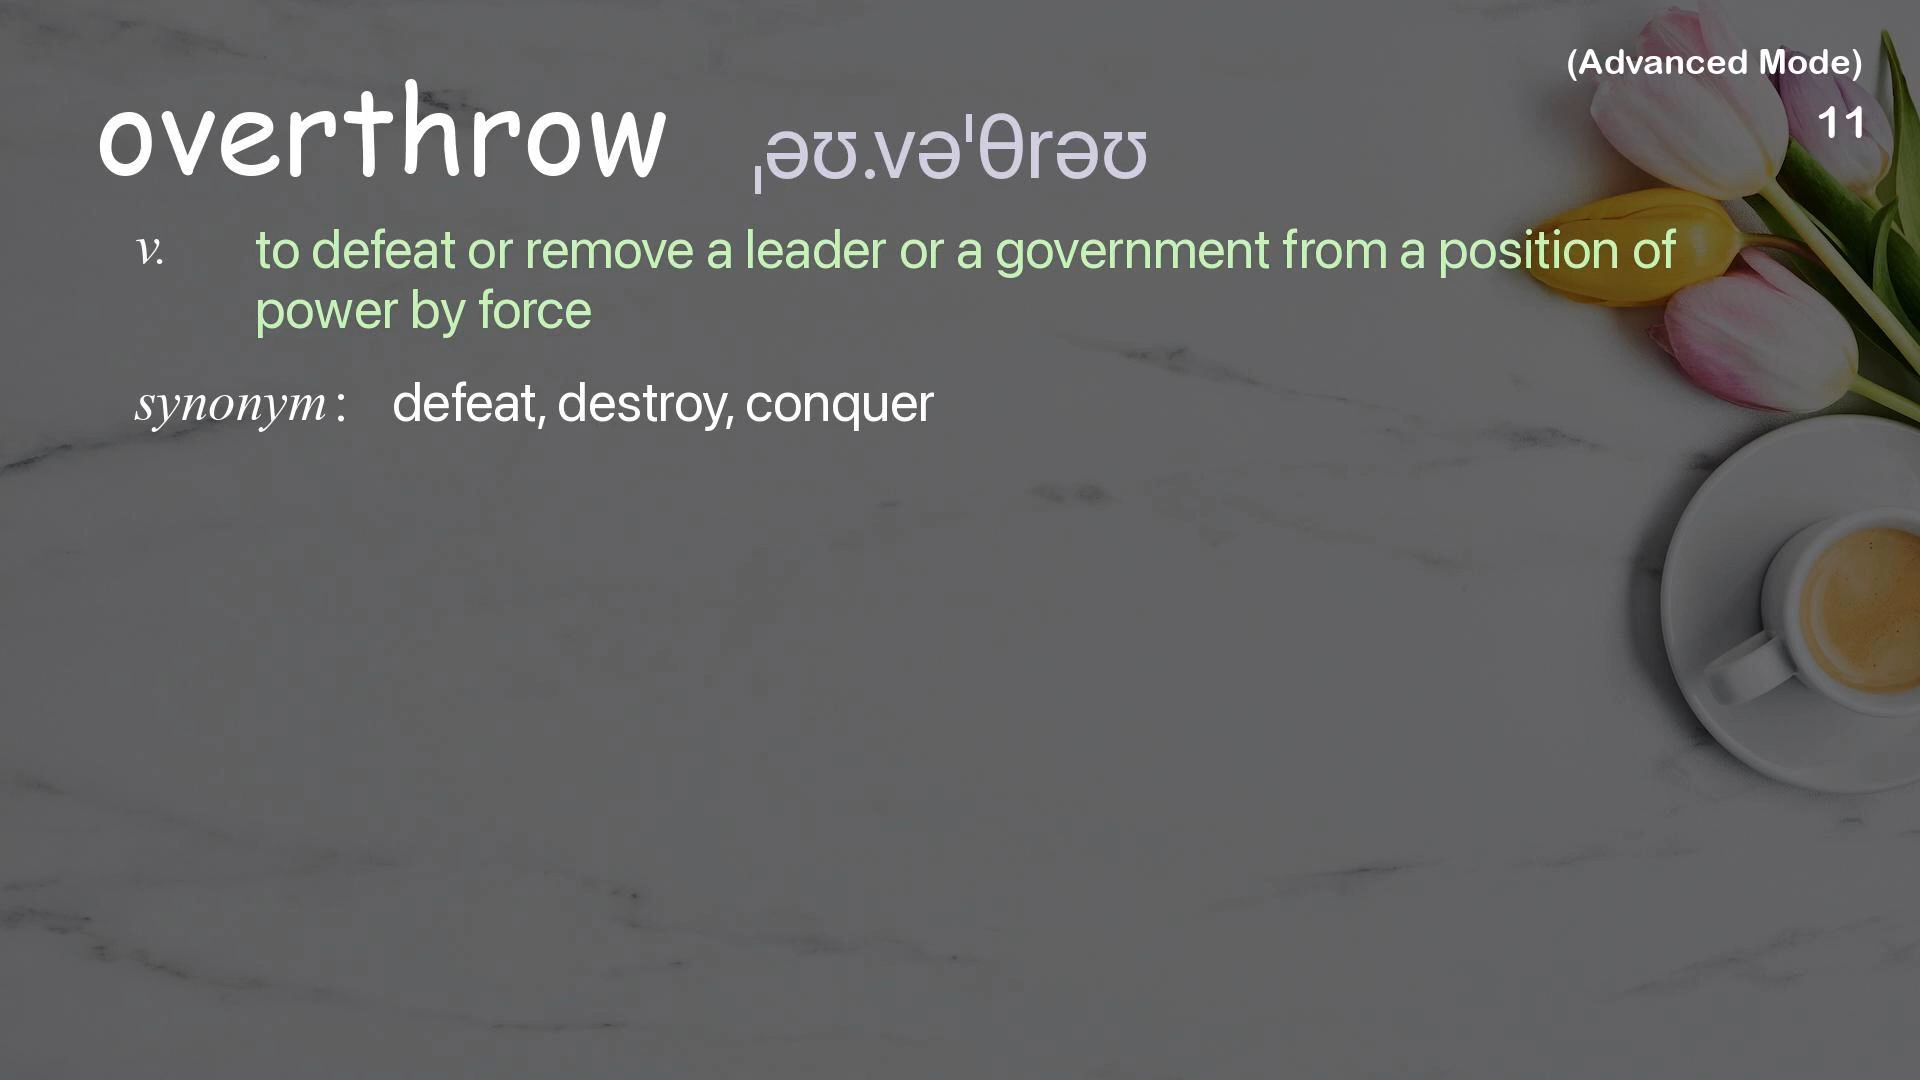 (Advanced Mode)
11
overthrow ˌəʊ.vəˈθrəʊ
v. to defeat or remove a leader or a government from a position of
power by force
synonym : defeat, destroy, conquer